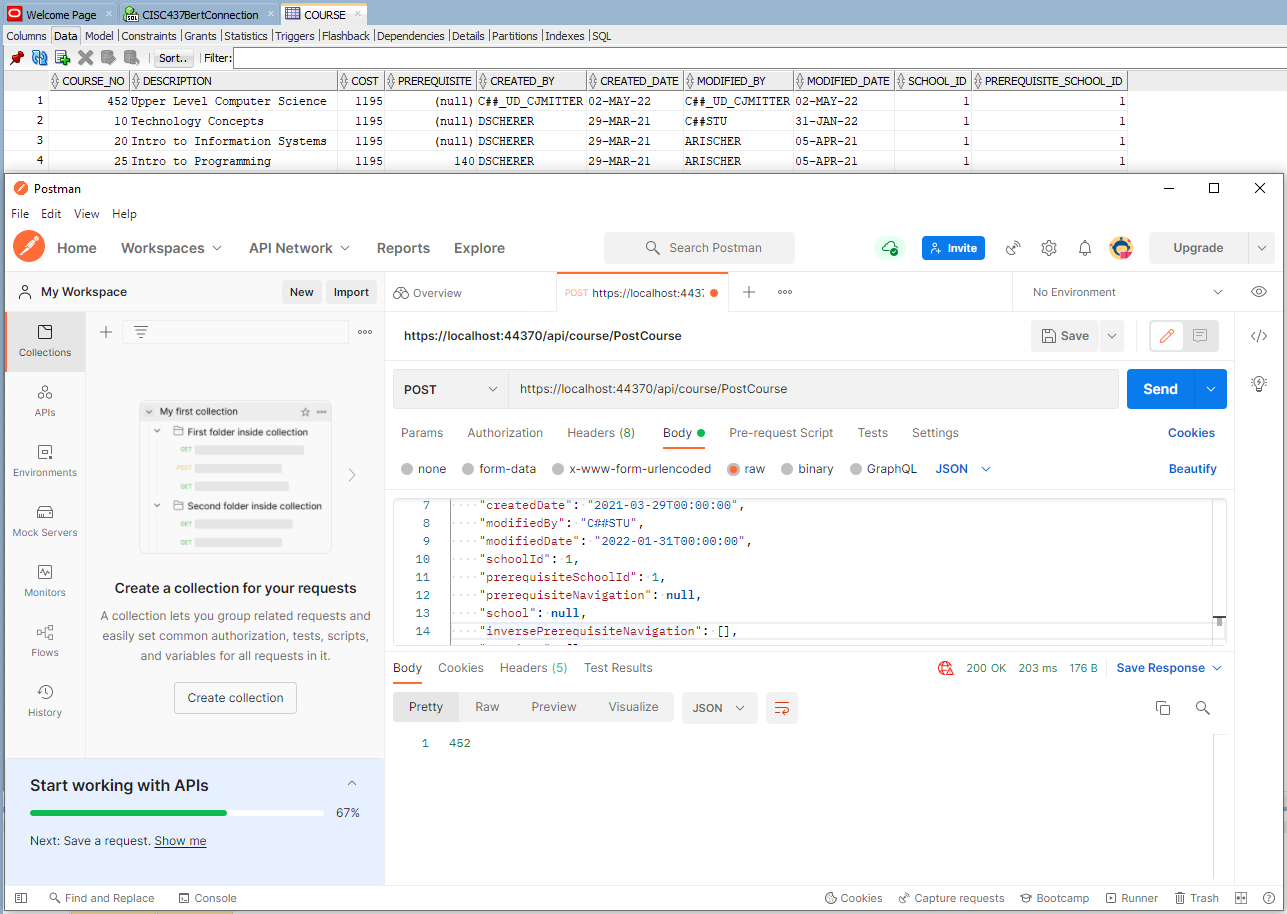 Welcome Page CISC437BertConnection COURSE
Columns Data Model Constraints Grants Statistics Triggers Flashback Dependencies Details Partitions Indexes SQL
Sort.. Filter:
COURSE_NO DESCRIPTION COST PREREQUISITE CREATED_BY CREATED_DATE MODIFIED_BY MODIFIED_DATE SCHOOL_ID PREREQUISITE_SCHOOL_ID
1 452 Upper Level Computer Science 1195 (null) C##_UD_CJMITTER 02-MAY-22 C##_UD_CJMITTER 02-MAY-22 1 1
2 10 Technology Concepts 1195 (null) DSCHERER 29-MAR-21 C##STU 31-JAN-22 1 1
3 20 Intro to Information Systems 1195 (null) DSCHERER 29-MAR-21 ARISCHER 05-APR-21 1 1
4 25 Intro to Programming 1195 140 DSCHERER 29-MAR-21 ARISCHER 05-APR-21 1 1
Postman
File Edit View Help
Home Workspaces API Network Reports Explore Search Postman Invite Upgrade
My Workspace New Import Overview POST https://localhost:4437 No Environment
https://localhost:44370/api/course/PostCourse Save
POST https://localhost:44370/api/course/PostCourse Send
Params Authorization Headers (8) Body Pre-request Script Tests Settings Cookies
none form-data x-www-form-urlencoded raw binary GraphQL JSON Beautify
7 "createdDate": "2021-03-29T00:00:00",
8 "modifiedBy": "C##STU",
9 "modifiedDate": "2022-01-31T00:00:00",
10 "schoolId": 1,
11 "prerequisiteSchoolId": 1,
12 "prerequisiteNavigation": null,
13 "school": null,
14 "inversePrerequisiteNavigation": [],
Body Cookies Headers (5) Test Results 200 OK 203 ms 176 B Save Response
Pretty Raw Preview Visualize JSON
1 452
Collections
APIs
Environments
Mock Servers
Monitors
Flows
History
My first collection
First folder inside collection
GET
POST
GET
Second folder inside collection
GET
GET
Create a collection for your requests
A collection lets you group related requests and
easily set common authorization, tests, scripts,
and variables for all requests in it.
Create collection
Start working with APIs
67%
Next: Save a request. Show me
Find and Replace Console Cookies Capture requests Bootcamp Runner Trash